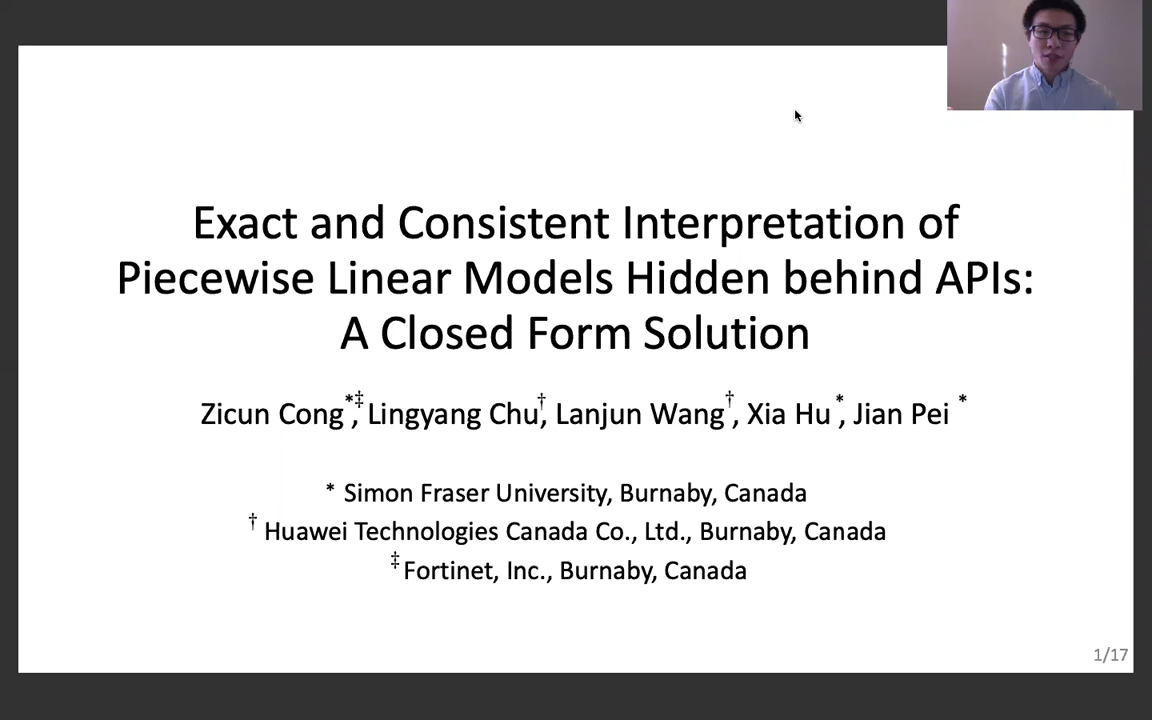 Exact and Consistent Interpretation of
Piecewise Linear Models Hidden behind APIs:
A Closed Form Solution
Zicun Cong*‡, Lingyang Chu†, Lanjun Wang†, Xia Hu*, Jian Pei *
* Simon Fraser University, Burnaby, Canada
† Huawei Technologies Canada Co., Ltd., Burnaby, Canada
‡ Fortinet, Inc., Burnaby, Canada
1/17